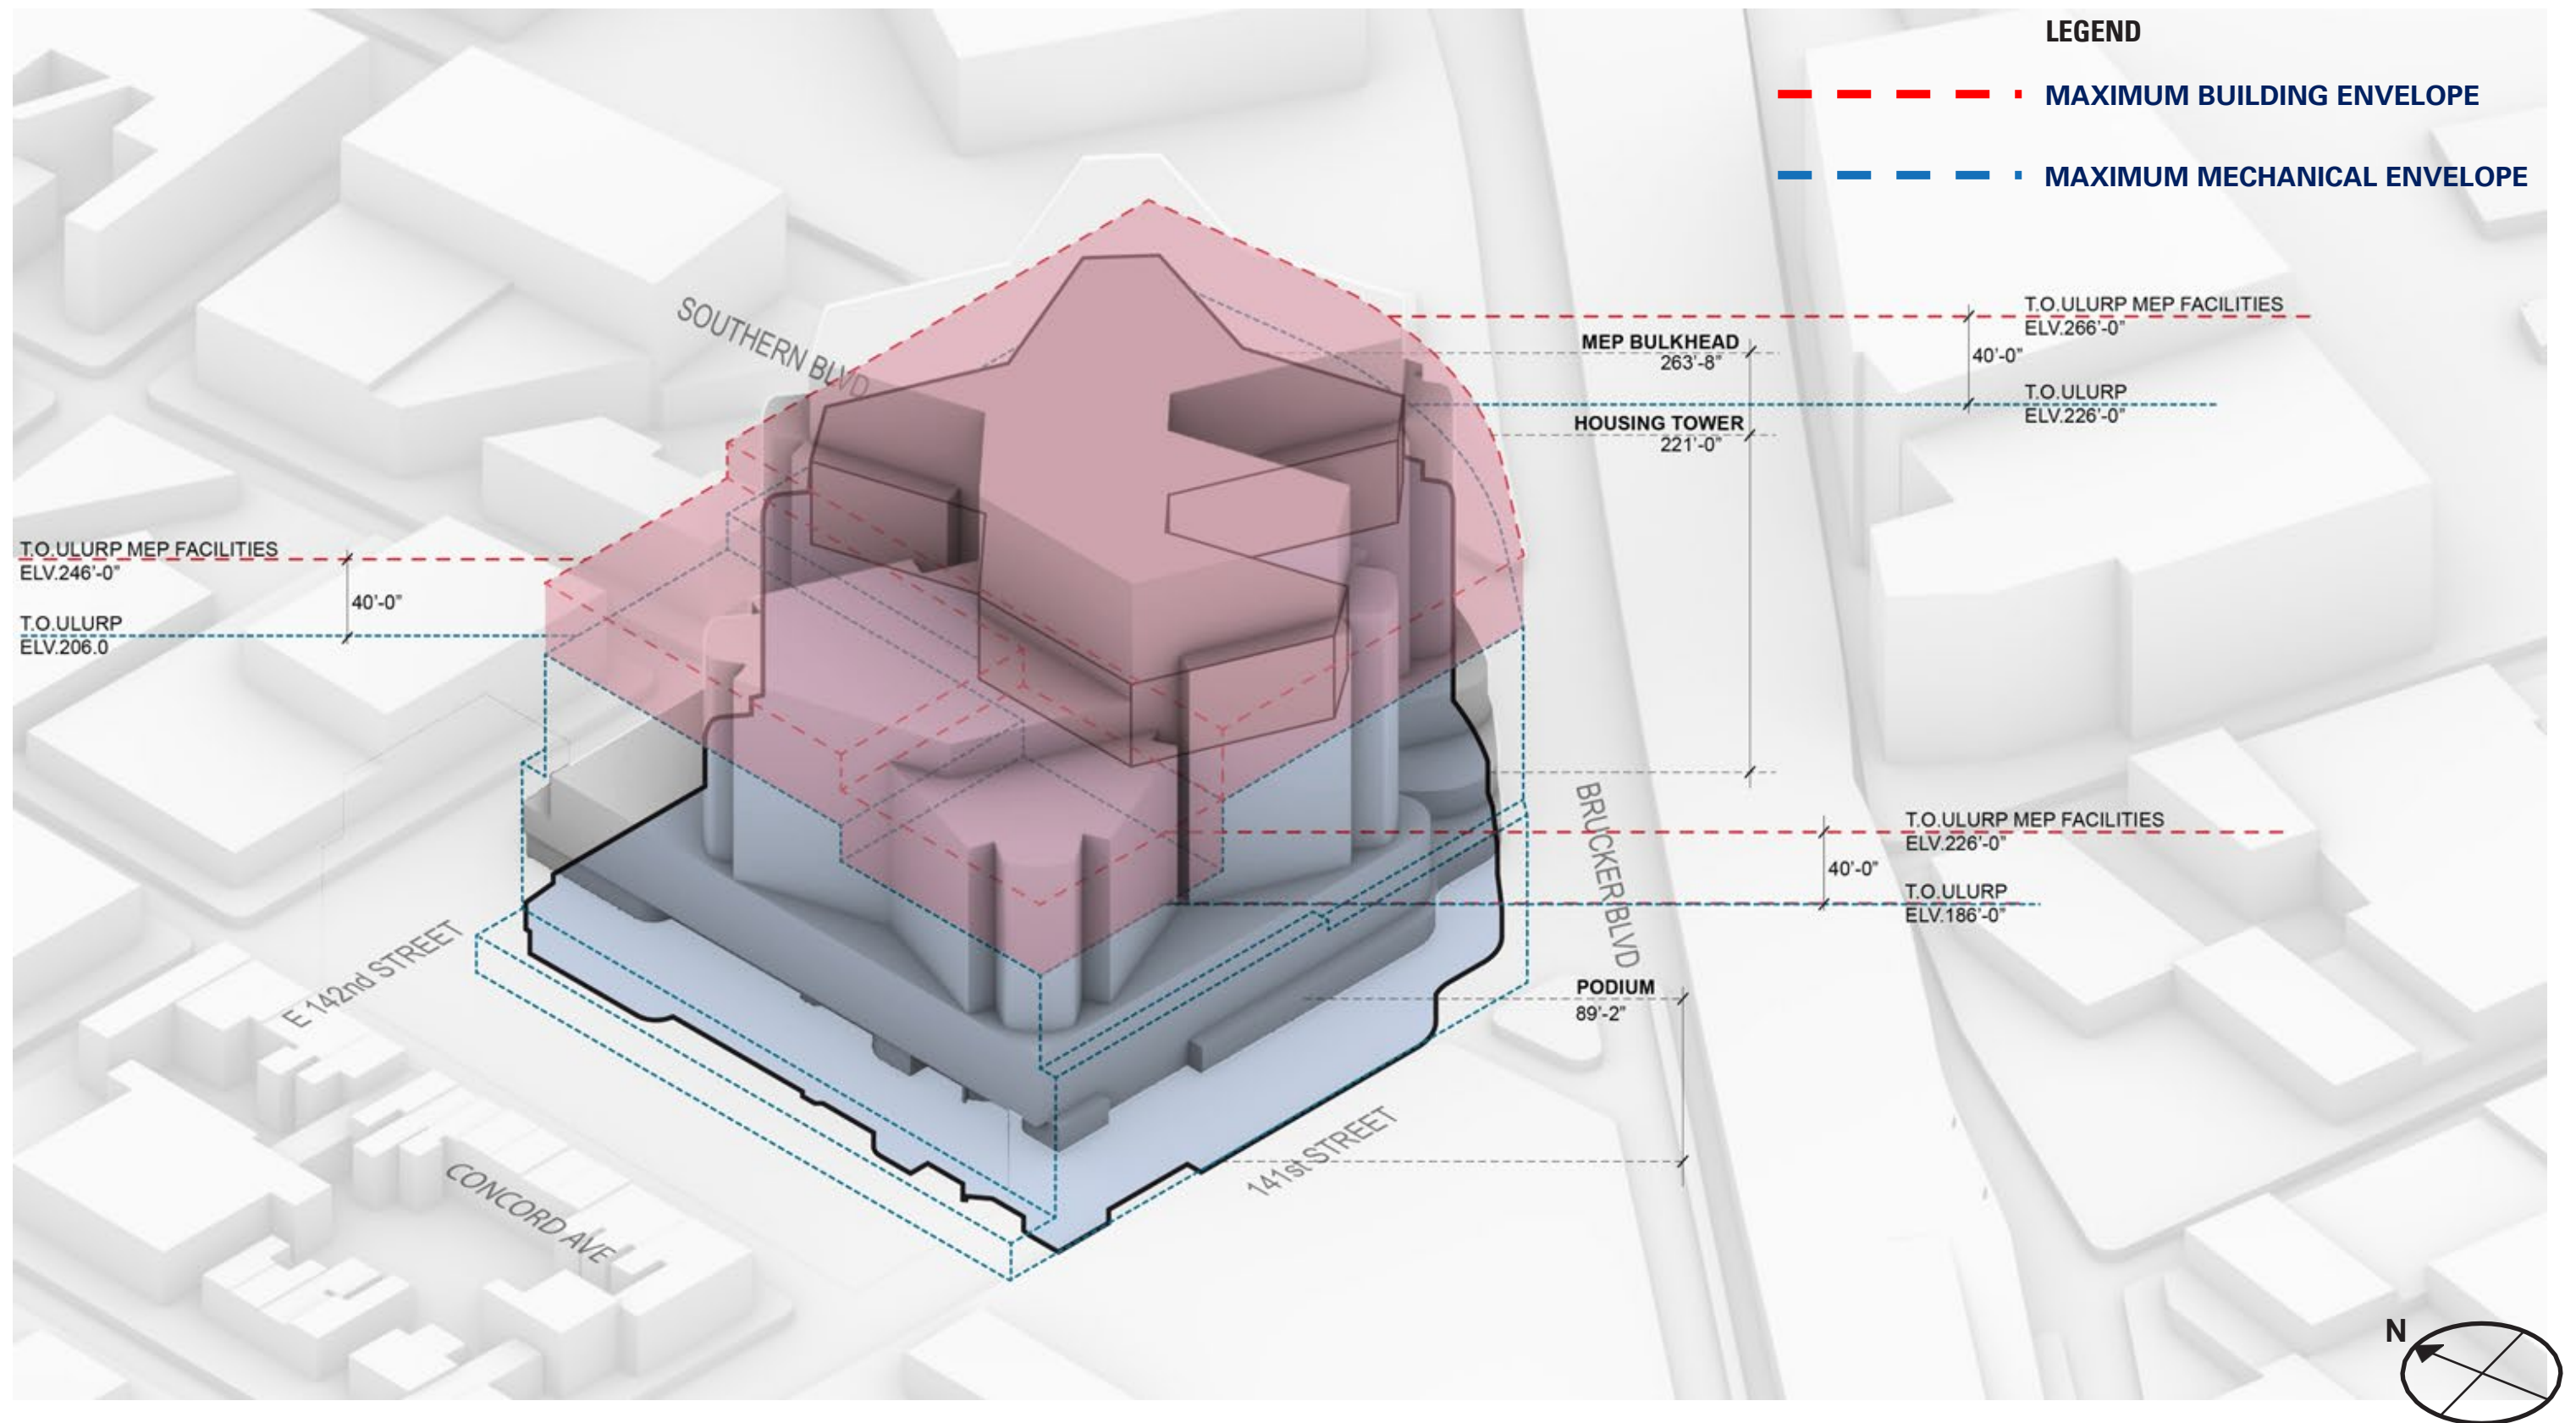 LEGEND
MAXIMUM BUILDING ENVELOPE
MAXIMUM MECHANICAL ENVELOPE
SOUTHERN BLVD
T.O.ULURP MEP FACILITIES
ELV.266'-0"
MEP BULKHEAD
263'-8"
40'-0"
T.O.ULURP
ELV.226'-0"
HOUSING TOWER
221'-0"
T.O.ULURP MEP FACILITIES
ELV.246'-0"
40'-0"
T.O.ULURP
ELV.206.0
BRUCKER BLVD
T.O.ULURP MEP FACILITIES
ELV.226'-0"
40'-0"
T.O.ULURP
ELV.186'-0"
E 142nd STREET
PODIUM
89'-2"
141st STREET
CONCORD AVE
N